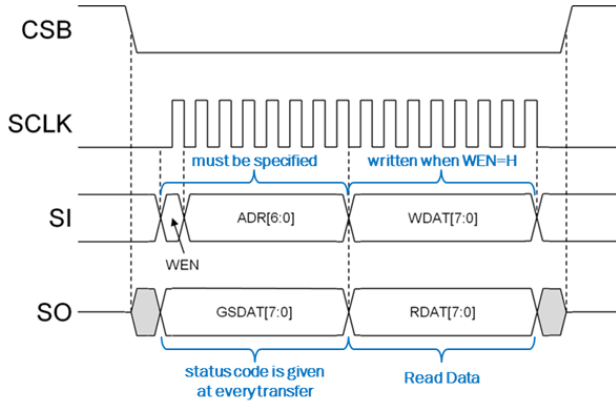 CSB
SCLK
must be specified
written when WEN=H
SI
ADR[6:0]
WDAT[7:0]
WEN
SO
GSDAT[7:0]
RDAT[7:0]
status code is given
at every transfer
Read Data